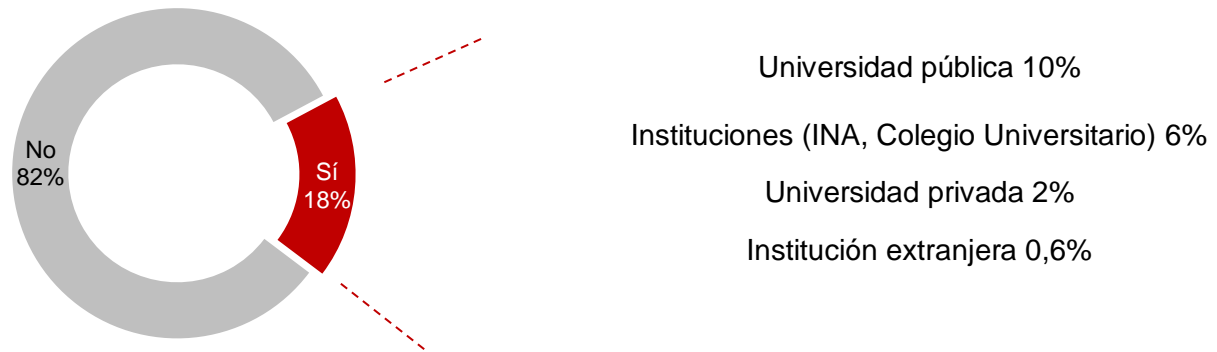 No
82%
Sí
18%
Universidad pública 10%
Instituciones (INA, Colegio Universitario) 6%
Universidad privada 2%
Institución extranjera 0,6%